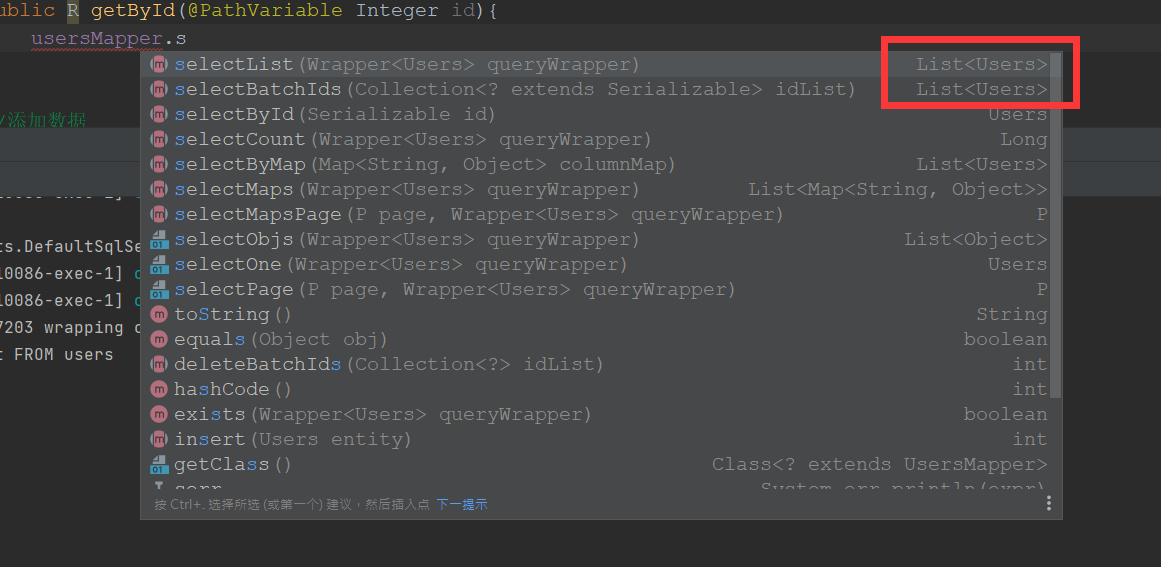 ublic R getById(@PathVariable Integer id){
usersMapper.s
selectList(Wrapper<Users> queryWrapper) List<Users>
selectBatchIds(Collection<? extends Serializable> idList) List<Users>
/添加数据
selectById(Serializable id) Users
selectCount(Wrapper<Users> queryWrapper) Long
selectByMap(Map<String, Object> columnMap) List<Users>
selectMaps(Wrapper<Users> queryWrapper) List<Map<String, Object>>
selectMapsPage(P page, Wrapper<Users> queryWrapper) P
ts.DefaultSqlSe
selectObjs(Wrapper<Users> queryWrapper) List<Object>
10086-exec-1]
selectOne(Wrapper<Users> queryWrapper) Users
10086-exec-1]
selectPage(P page, Wrapper<Users> queryWrapper) P
7203 wrapping
toString() String
equals(Object obj) boolean
t FROM users
deleteBatchIds(Collection<?> idList) int
hashCode() int
exists(Wrapper<Users> queryWrapper) boolean
insert(Users entity) int
getClass() Class<? extends UsersMapper>
serr System.err.println(expr)
按 Ctrl+. 选择所选 (或第一个) 建议，然后插入点 下一提示